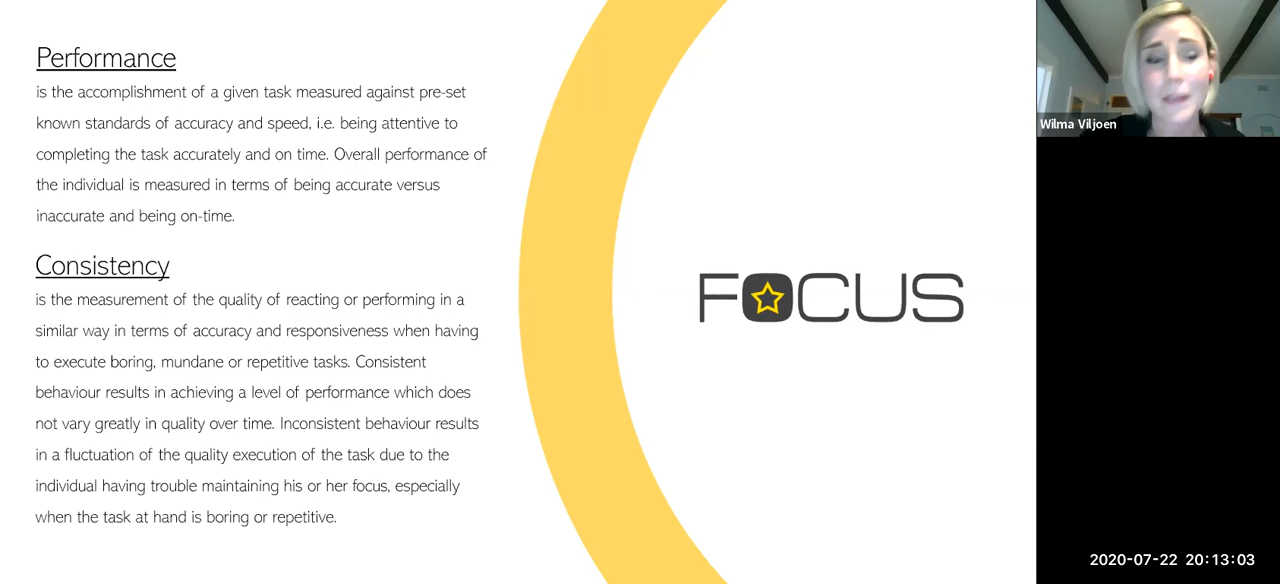 Performance
is the accomplishment of a given task measured against pre-set
known standards of accuracy and speed, i.e. being attentive to
completing the task accurately and on time. Overall performance of
the individual is measured in terms of being accurate versus
inaccurate and being on-time.
Consistency
is the measurement of the quality of reacting or performing in a
similar way in terms of accuracy and responsiveness when having
to execute boring, mundane or repetitive tasks. Consistent
behaviour results in achieving a level of performance which does
not vary greatly in quality over time. Inconsistent behaviour results
in a fluctuation of the quality execution of the task due to the
individual having trouble maintaining his or her focus, especially
when the task at hand is boring or repetitive.
FOCUS
Wilma Viljoen
2020-07-22 20:13:03